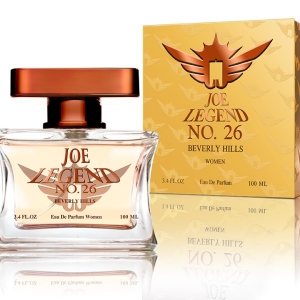 JOE
LEGEND
NO. 26
BEVERLY HILLS
3.4 FL.OZ Eau De Parfum Women 100 ML
JOE
LEGEND
NO. 26
BEVERLY HILLS
WOMEN
3.4 FL.OZ Eau De Parfum 100 ML